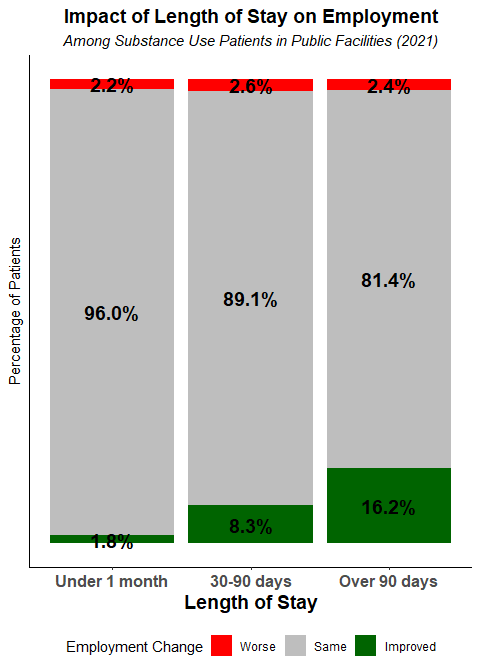 Impact of Length of Stay on Employment
Among Substance Use Patients in Public Facilities (2021)
Percentage of Patients
2.2% 2.6% 2.4%
96.0% 89.1% 81.4%
1.8% 8.3% 16.2%
Under 1 month 30-90 days Over 90 days
Length of Stay
Employment Change Worse Same Improved